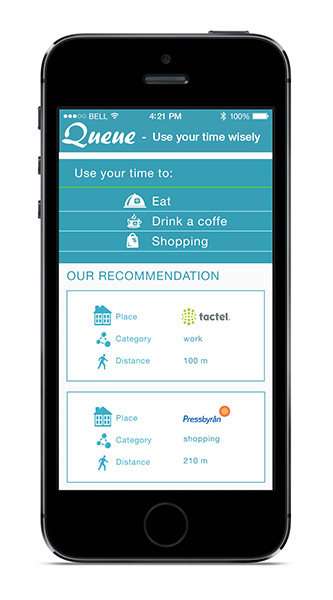 BELL 4:21 PM 100%
Queue - Use your time wisely
Use your time to:
Eat
Drink a coffe
Shopping
OUR RECOMMENDATION
Place tactel
Category work
Distance 100 m
Place Pressbyrån
Category shopping
Distance 210 m